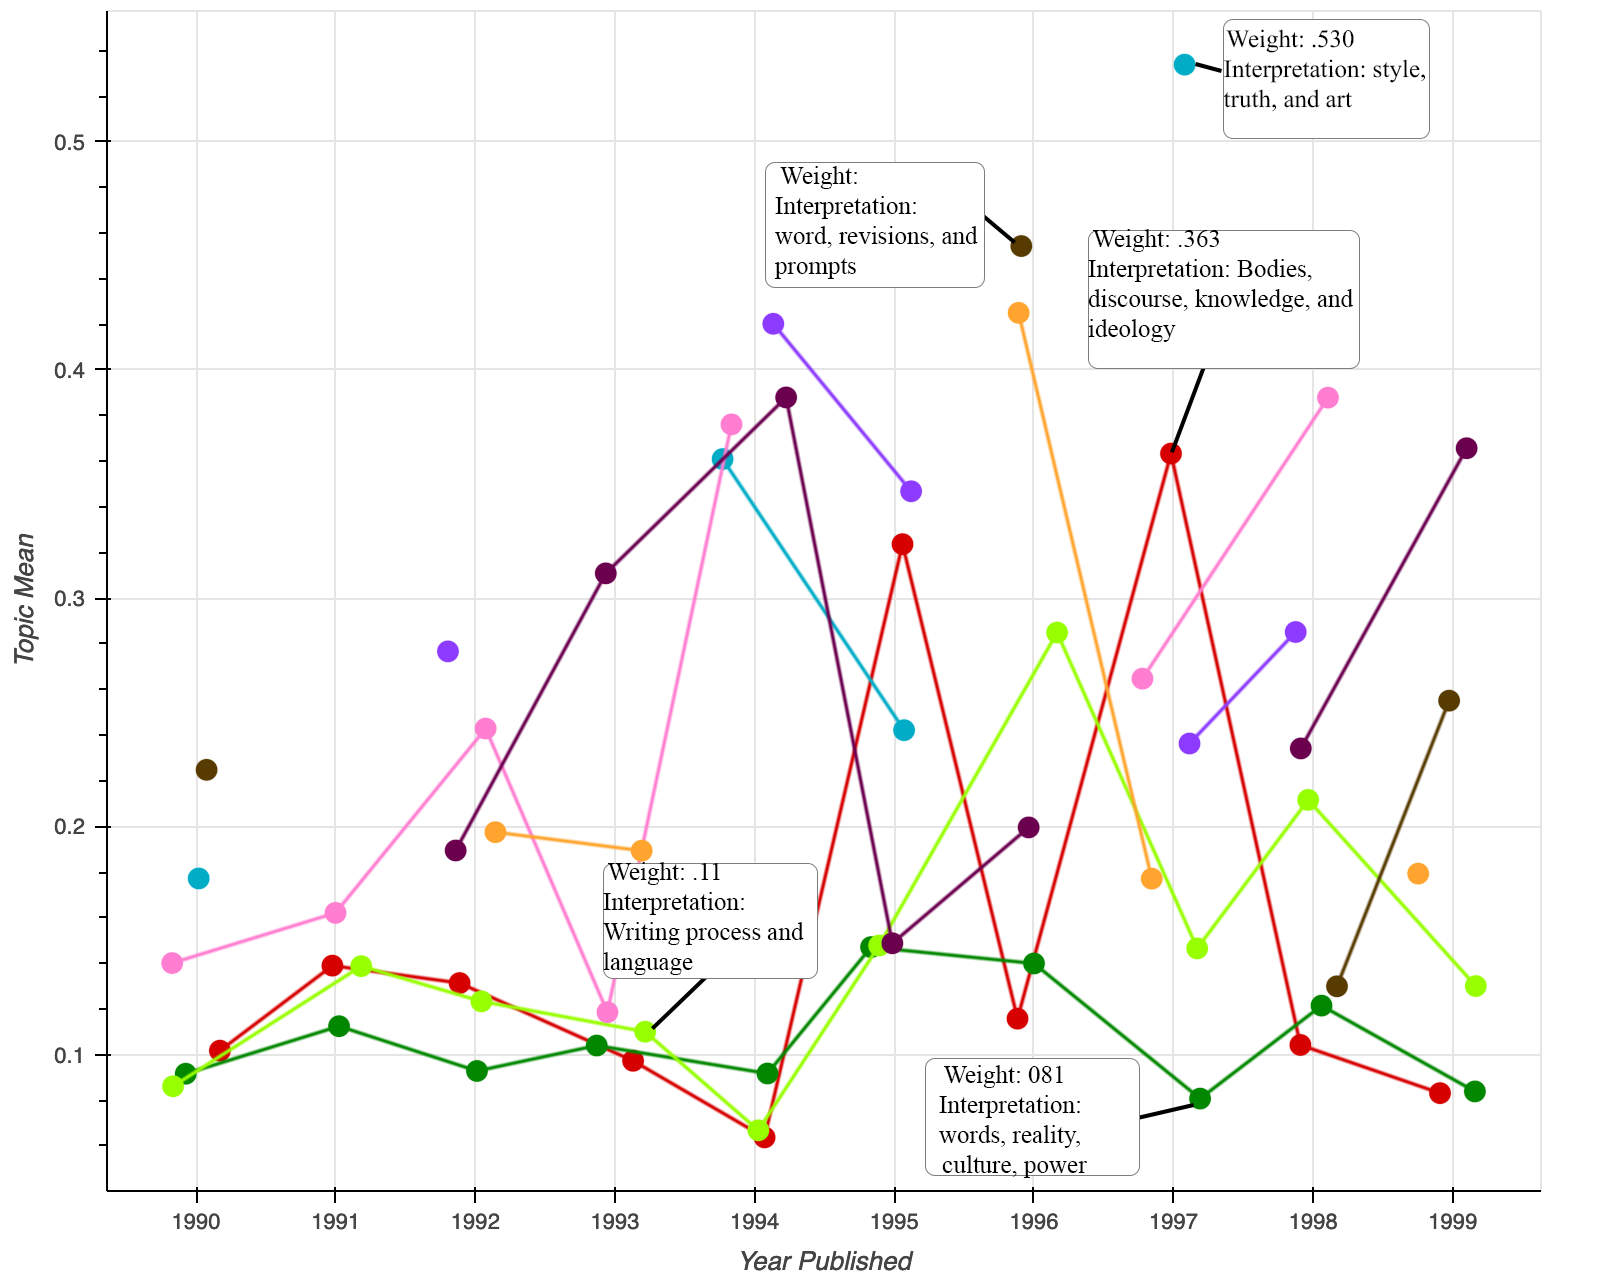 Weight: .530
Interpretation: style,
truth, and art
0.5
Weight:
Interpretation:
word, revisions, and
prompts
Weight: .363
Interpretation: Bodies,
discourse, knowledge, and
ideology
0.4
Topic Mean
0.3
0.2
Weight: .11
Interpretation:
Writing process and
language
0.1
Weight: 081
Interpretation:
words, reality,
culture, power
1990 1991 1992 1993 1994 1995 1996 1997 1998 1999
Year Published